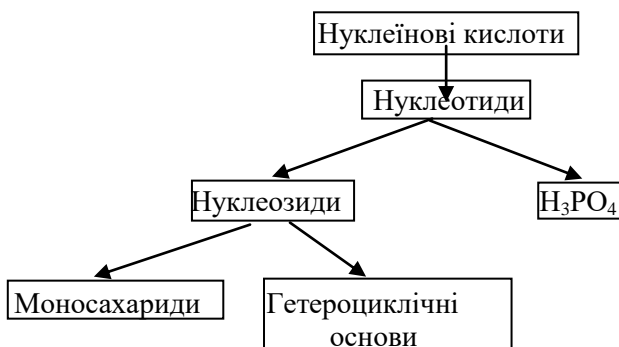 Нуклеїнові кислоти
Нуклеотиди
Нуклеозиди
H₃PO₄
Моносахариди
Гетероциклічні
основи